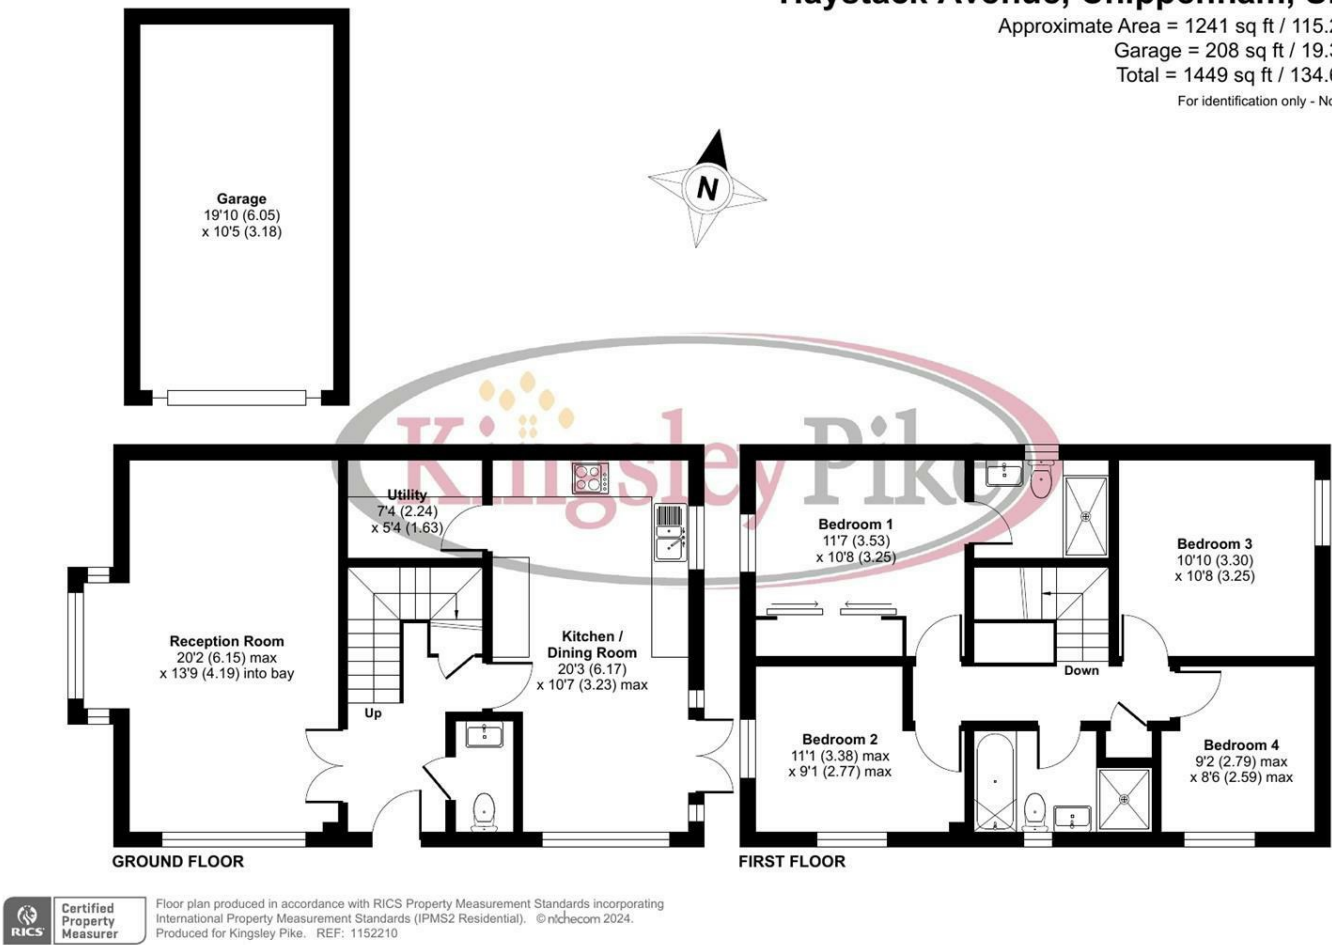 Approximate Area = 1241 sq ft / 115.2
Garage = 208 sq ft / 19.3
Total = 1449 sq ft / 134.6
For identification only - No
Garage
19'10 (6.05)
x 10'5 (3.18)
N
Kingsley Pike
Utility
7'4 (2.24)
x 5'4 (1.63)
Reception Room
20'2 (6.15) max
x 13'9 (4.19) into bay
Up
Kitchen /
Dining Room
20'3 (6.17)
x 10'7 (3.23) max
GROUND FLOOR
Bedroom 1
11'7 (3.53)
x 10'8 (3.25)
Bedroom 3
10'10 (3.30)
x 10'8 (3.25)
Down
Bedroom 2
11'1 (3.38) max
x 9'1 (2.77) max
Bedroom 4
9'2 (2.79) max
x 8'6 (2.59) max
FIRST FLOOR
RICS
Certified
Property
Measurer
Floor plan produced in accordance with RICS Property Measurement Standards incorporating
International Property Measurement Standards (IPMS2 Residential). © nichecom 2024.
Produced for Kingsley Pike. REF: 1152210